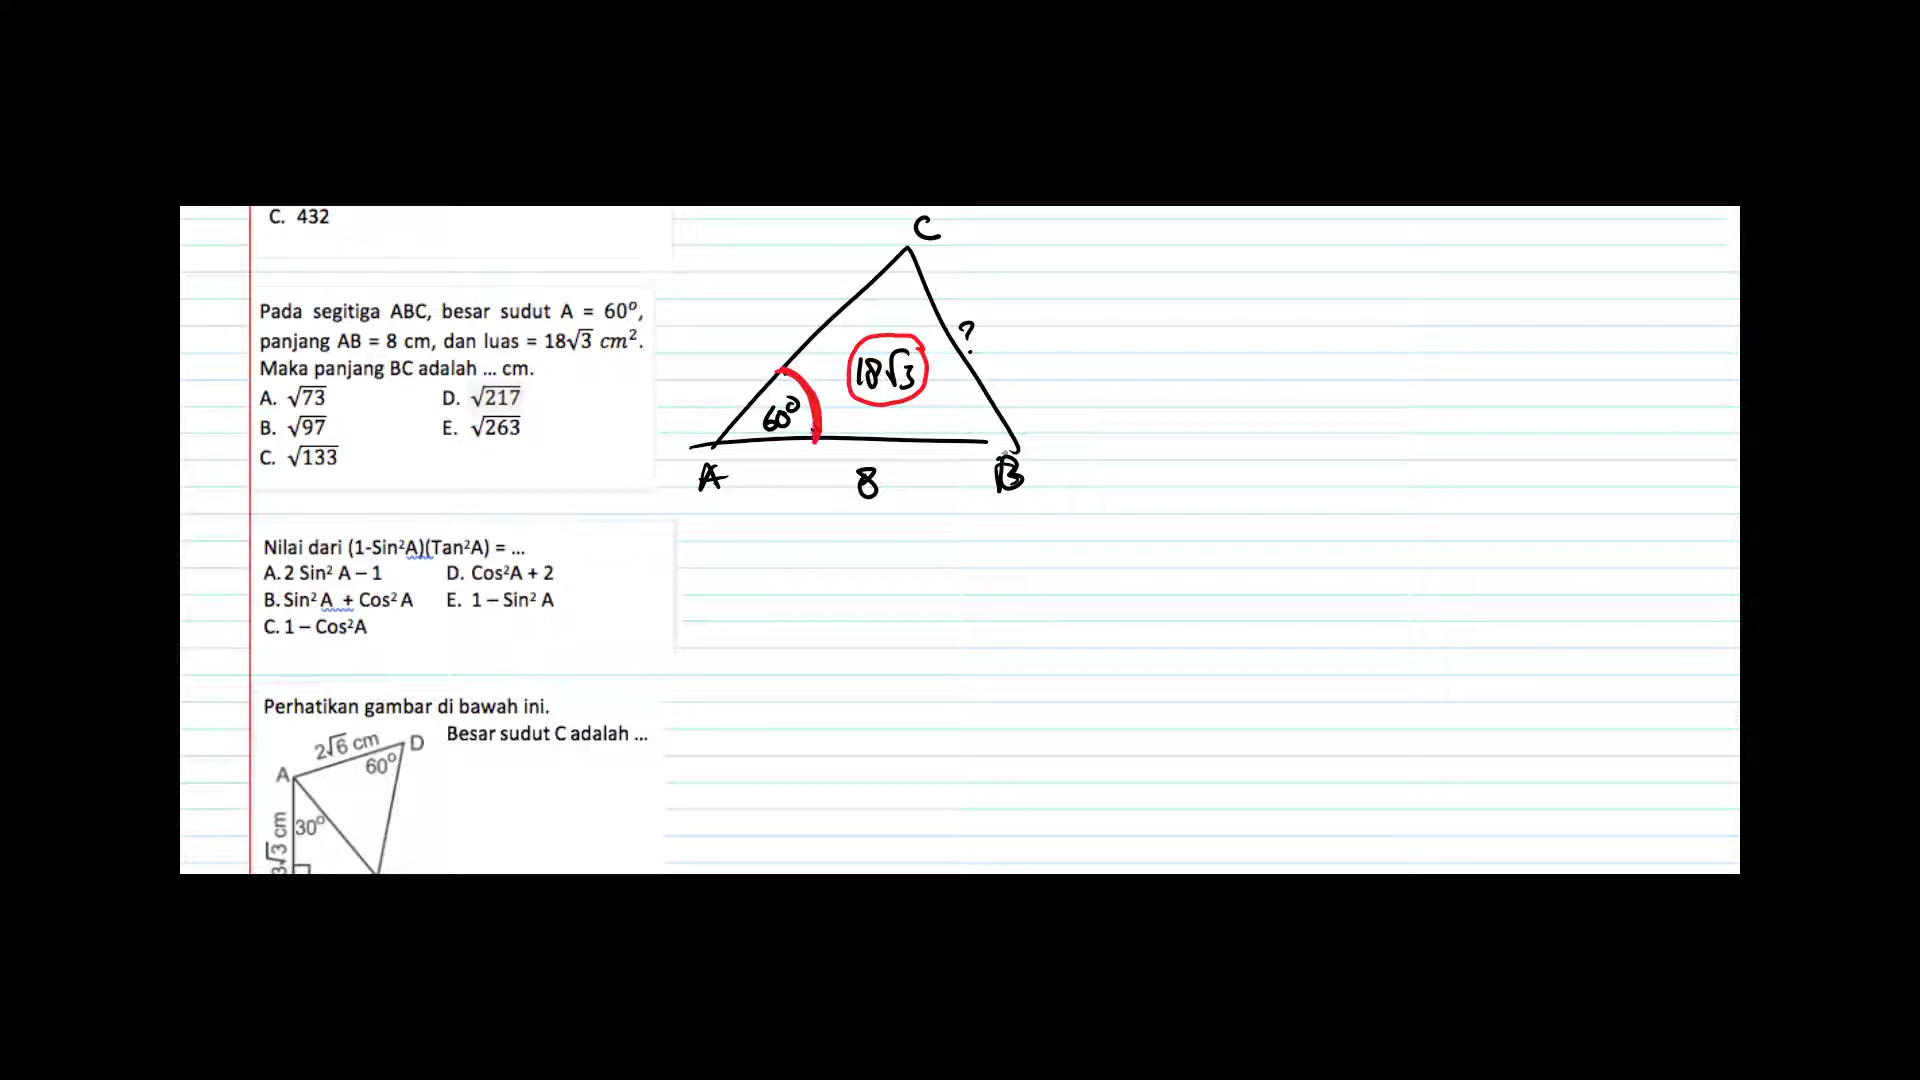 C. 432
Pada segitiga ABC, besar sudut A = 60°,
panjang AB = 8 cm, dan luas = 18√3 cm².
Maka panjang BC adalah ... cm.
A. √73 D. √217
B. √97 E. √263
C. √133
C
?
18√3
60°
A 8 B
Nilai dari (1-Sin²A)(Tan²A) = ...
A. 2 Sin² A – 1 D. Cos²A + 2
B. Sin² A + Cos² A E. 1 – Sin² A
C. 1 – Cos²A
Perhatikan gambar di bawah ini.
Besar sudut C adalah ...
2√6 cm D
60°
A
30°
3√3 cm